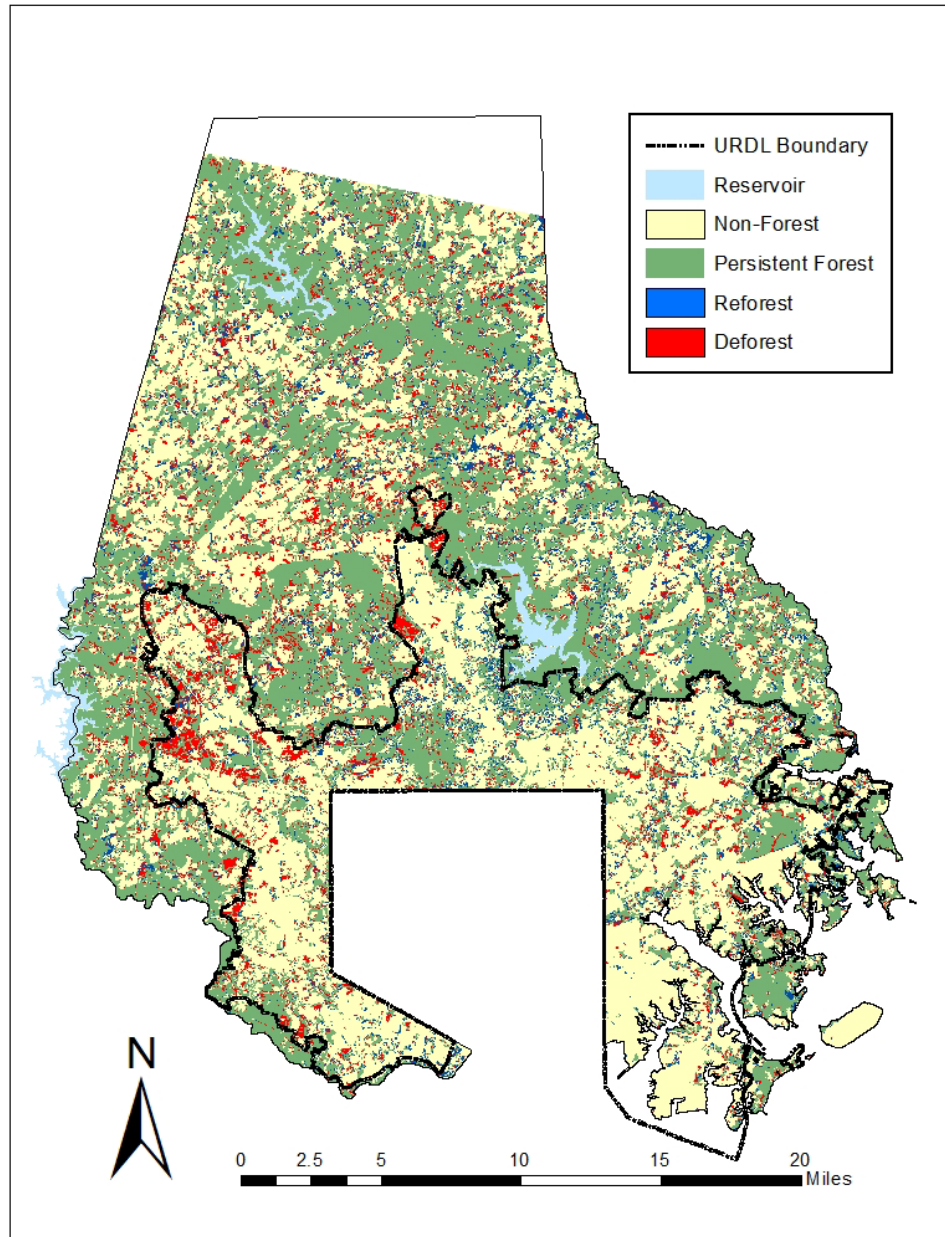 URDL Boundary
Reservoir
Non-Forest
Persistent Forest
Reforest
Deforest
N
0 2.5 5 10 15 20
Miles